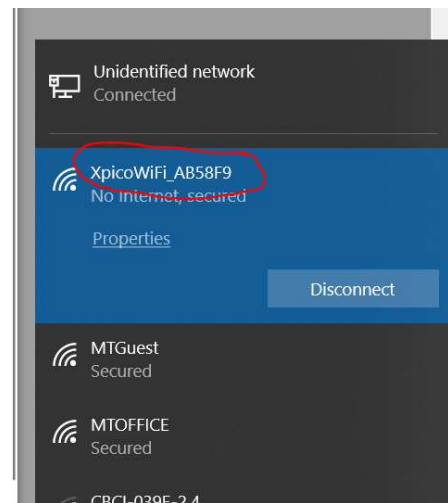 Unidentified network
Connected
XpicoWiFi_AB58F9
No Internet, secured
Properties
Disconnect
MTGuest
Secured
MTOFFICE
Secured